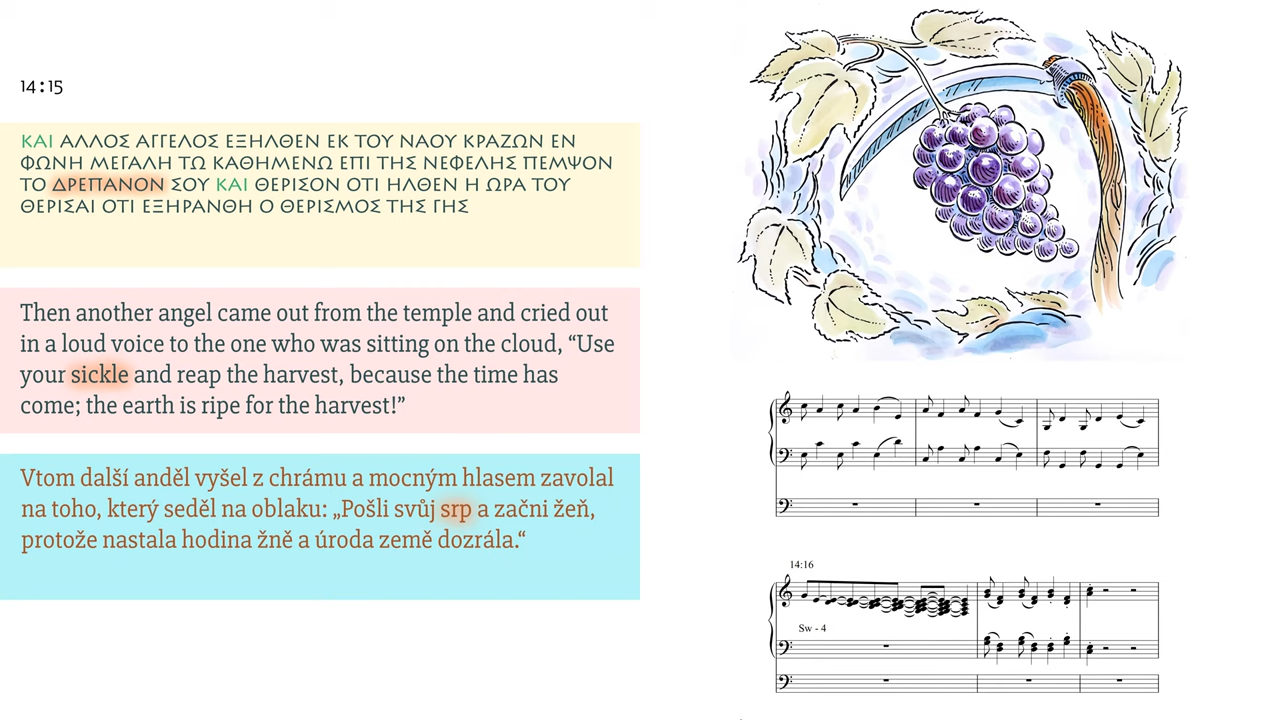 14:15
ΚΑΙ ΑΛΛΟΣ ΑΓΓΕΛΟΣ ΕΞΗΛΘΕΝ ΕΚ ΤΟΥ ΝΑΟΥ ΚΡΑΖΩΝ ΕΝ
ΦΩΝΗ ΜΕΓΑΛΗ ΤΩ ΚΑΘΗΜΕΝΩ ΕΠΙ ΤΗΣ ΝΕΦΕΛΗΣ ΠΕΜΨΟΝ
ΤΟ ΔΡΕΠΑΝΟΝ ΣΟΥ ΚΑΙ ΘΕΡΙΣΟΝ ΟΤΙ ΗΛΘΕΝ Η ΩΡΑ ΤΟΥ
ΘΕΡΙΣΑΙ ΟΤΙ ΕΞΗΡΑΝΘΗ Ο ΘΕΡΙΣΜΟΣ ΤΗΣ ΓΗΣ
Then another angel came out from the temple and cried out
in a loud voice to the one who was sitting on the cloud, “Use
your sickle and reap the harvest, because the time has
come; the earth is ripe for the harvest!”
Vtom další anděl vyšel z chrámu a mocným hlasem zavolal
na toho, který seděl na oblaku: „Pošli svůj srp a začni žeň,
protože nastala hodina žně a úroda země dozrála.“
14:16
Sw - 4